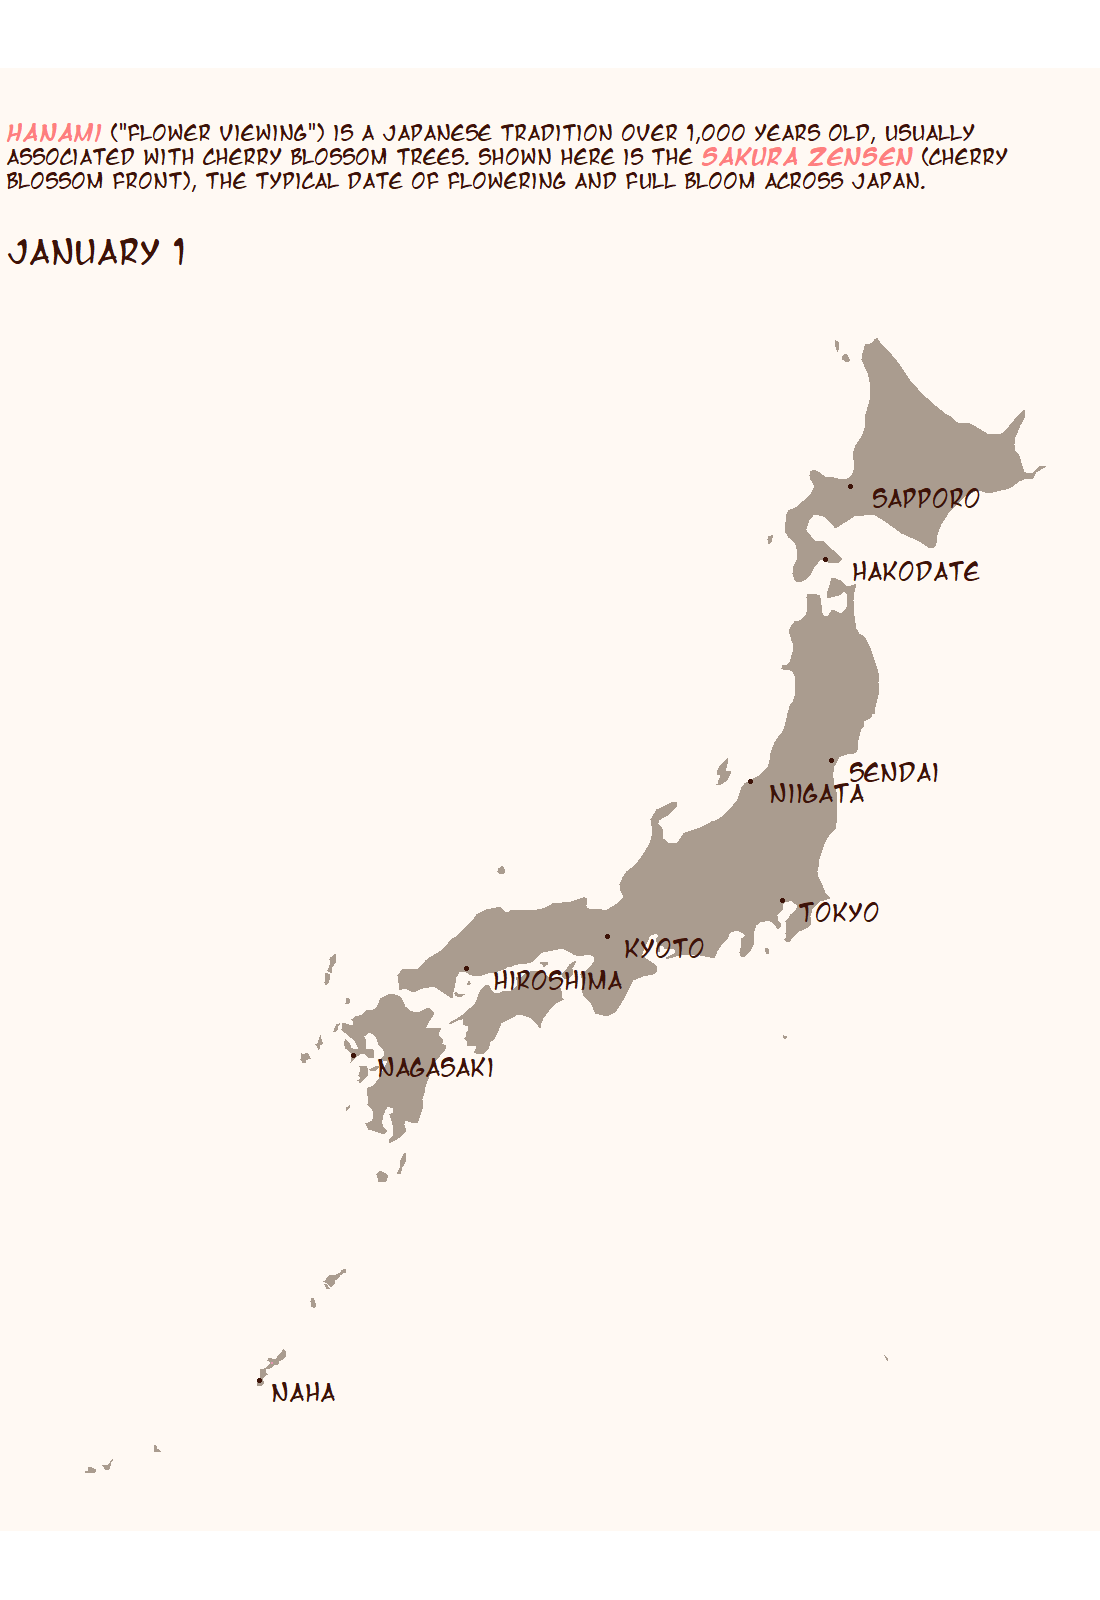 HANAMI ("FLOWER VIEWING") IS A JAPANESE TRADITION OVER 1,000 YEARS OLD, USUALLY
ASSOCIATED WITH CHERRY BLOSSOM TREES. SHOWN HERE IS THE SAKURA ZENSEN (CHERRY
BLOSSOM FRONT), THE TYPICAL DATE OF FLOWERING AND FULL BLOOM ACROSS JAPAN.
JANUARY 1
SAPPORO
HAKODATE
SENDAI
NIIGATA
TOKYO
KYOTO
HIROSHIMA
NAGASAKI
NAHA